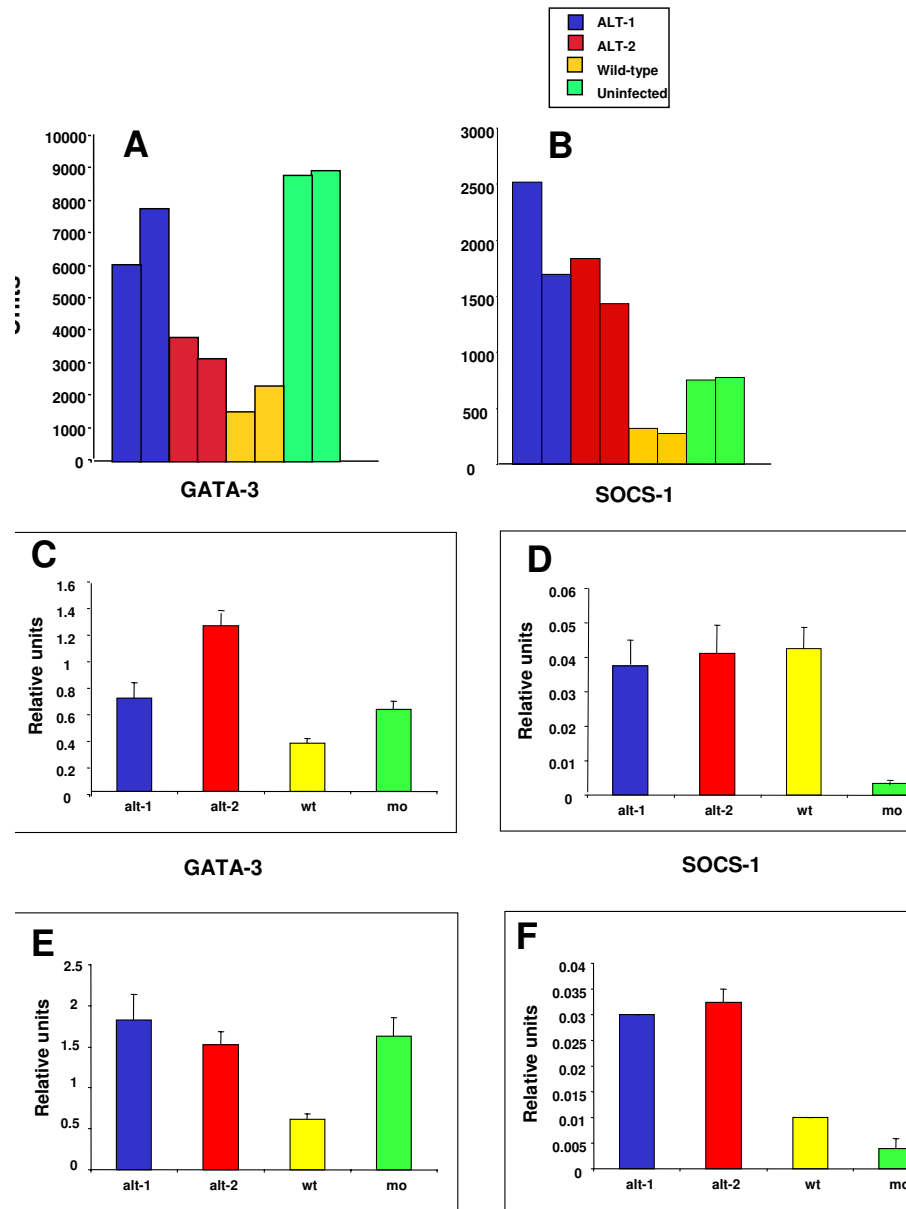 ALT-1
ALT-2
Wild-type
Uninfected
A
10000
9000
8000
7000
6000
5000
4000
3000
2000
1000
0
GATA-3
B
3000
2500
2000
1500
1000
500
0
SOCS-1
C
Relative units
1.6
1.4
1.2
1
0.8
0.6
0.4
0.2
0
alt-1 alt-2 wt mo
GATA-3
D
Relative units
0.06
0.05
0.04
0.03
0.02
0.01
0
alt-1 alt-2 wt mo
SOCS-1
E
Relative units
2.5
2
1.5
1
0.5
0
alt-1 alt-2 wt mo
F
Relative units
0.04
0.035
0.03
0.025
0.02
0.015
0.01
0.005
0
alt-1 alt-2 wt mo